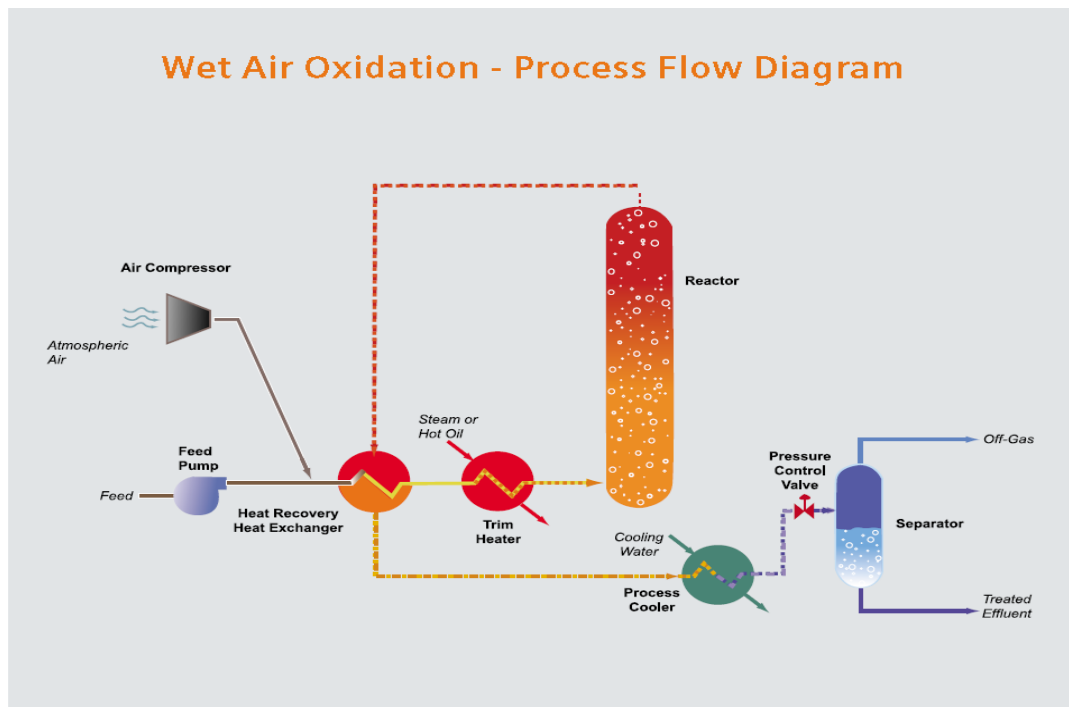 Wet Air Oxidation - Process Flow Diagram
Air Compressor
Atmospheric
Air
Reactor
Steam or
Hot Oil
Feed
Pump
Feed
Heat Recovery
Heat Exchanger
Trim
Heater
Cooling
Water
Process
Cooler
Pressure
Control
Valve
Off-Gas
Separator
Treated
Effluent